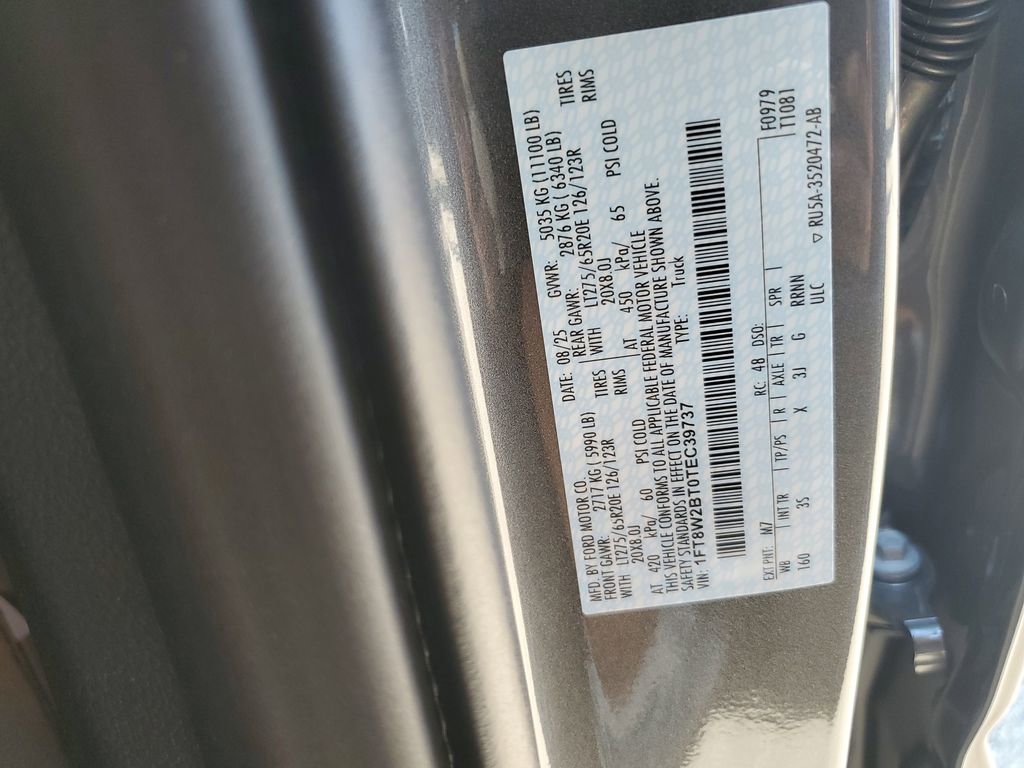 MFD. BY FORD MOTOR CO.
DATE: 08/25 GVWR: 5035 KG (11100 LB)
FRONT GAWR: 2717 KG ( 5990 LB) REAR GAWR: 2876 KG ( 6340 LB)
WITH LT275/65R20E 126/123R TIRES WITH LT275/65R20E 126/123R TIRES
20X8.0J RIMS 20X8.0J RIMS
AT 420 kPa/ 60 PSI COLD AT 450 kPa/ 65 PSI COLD
THIS VEHICLE CONFORMS TO ALL APPLICABLE FEDERAL MOTOR VEHICLE
SAFETY STANDARDS IN EFFECT ON THE DATE OF MANUFACTURE SHOWN ABOVE.
VIN: 1FT8W2BT0TEC39737 TYPE: Truck
F0979
EXT PNT: M7 RC: 48 DSO: T1081
WB INT TR TP/PS R AXLE TR SPR
160 3S X 3J G RRNN
ULC RU5A-3520472-AB